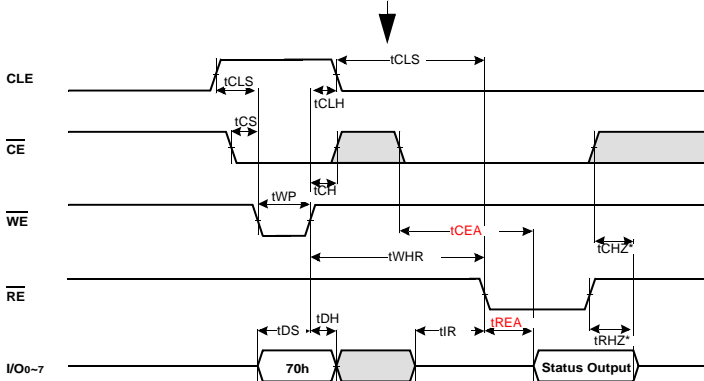 tCLS
CLE
tCLS
tCLH
tCS
CE
tCH
tWP
WE
tCEA
tCHZ*
tWHR
RE
tDH
tREA
tDS
tIR
tRHZ*
I/O0~7
70h
Status Output